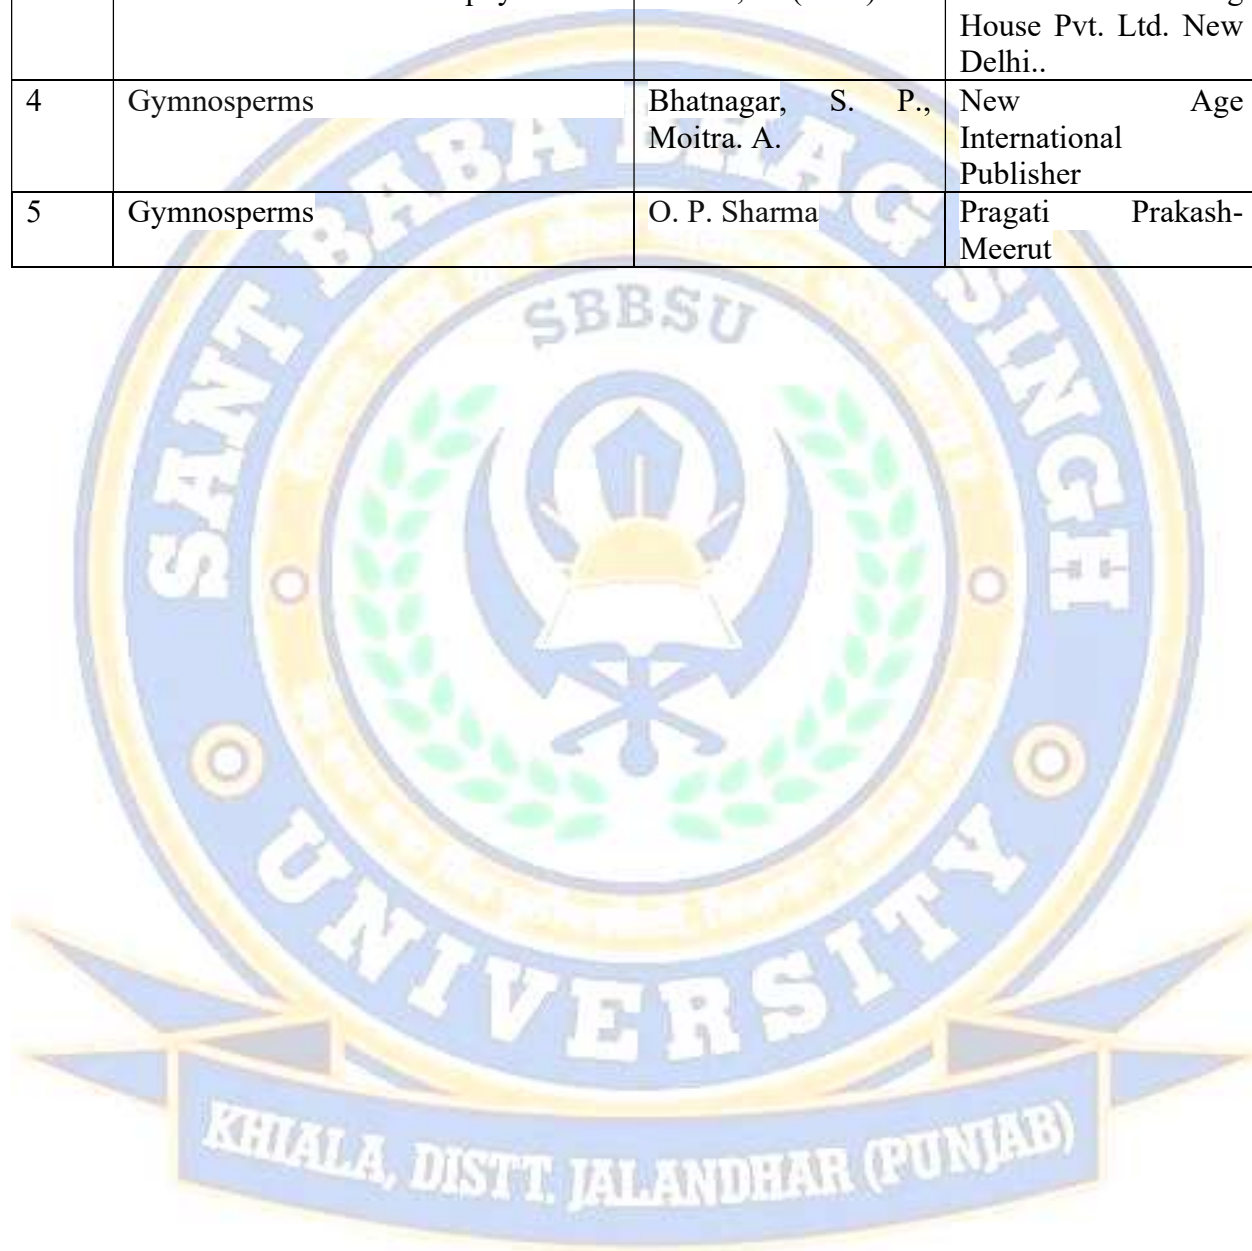 House Pvt. Ltd. New
Delhi..
4 Gymnosperms Bhatnagar, S. P., New Age
Moitra. A. International
Publisher
5 Gymnosperms O. P. Sharma Pragati Prakash-
Meerut
SANT BABA BHAG SINGH
SBBSU
UNIVERSITY
KHIALA, DISTT. JALANDHAR (PUNJAB)